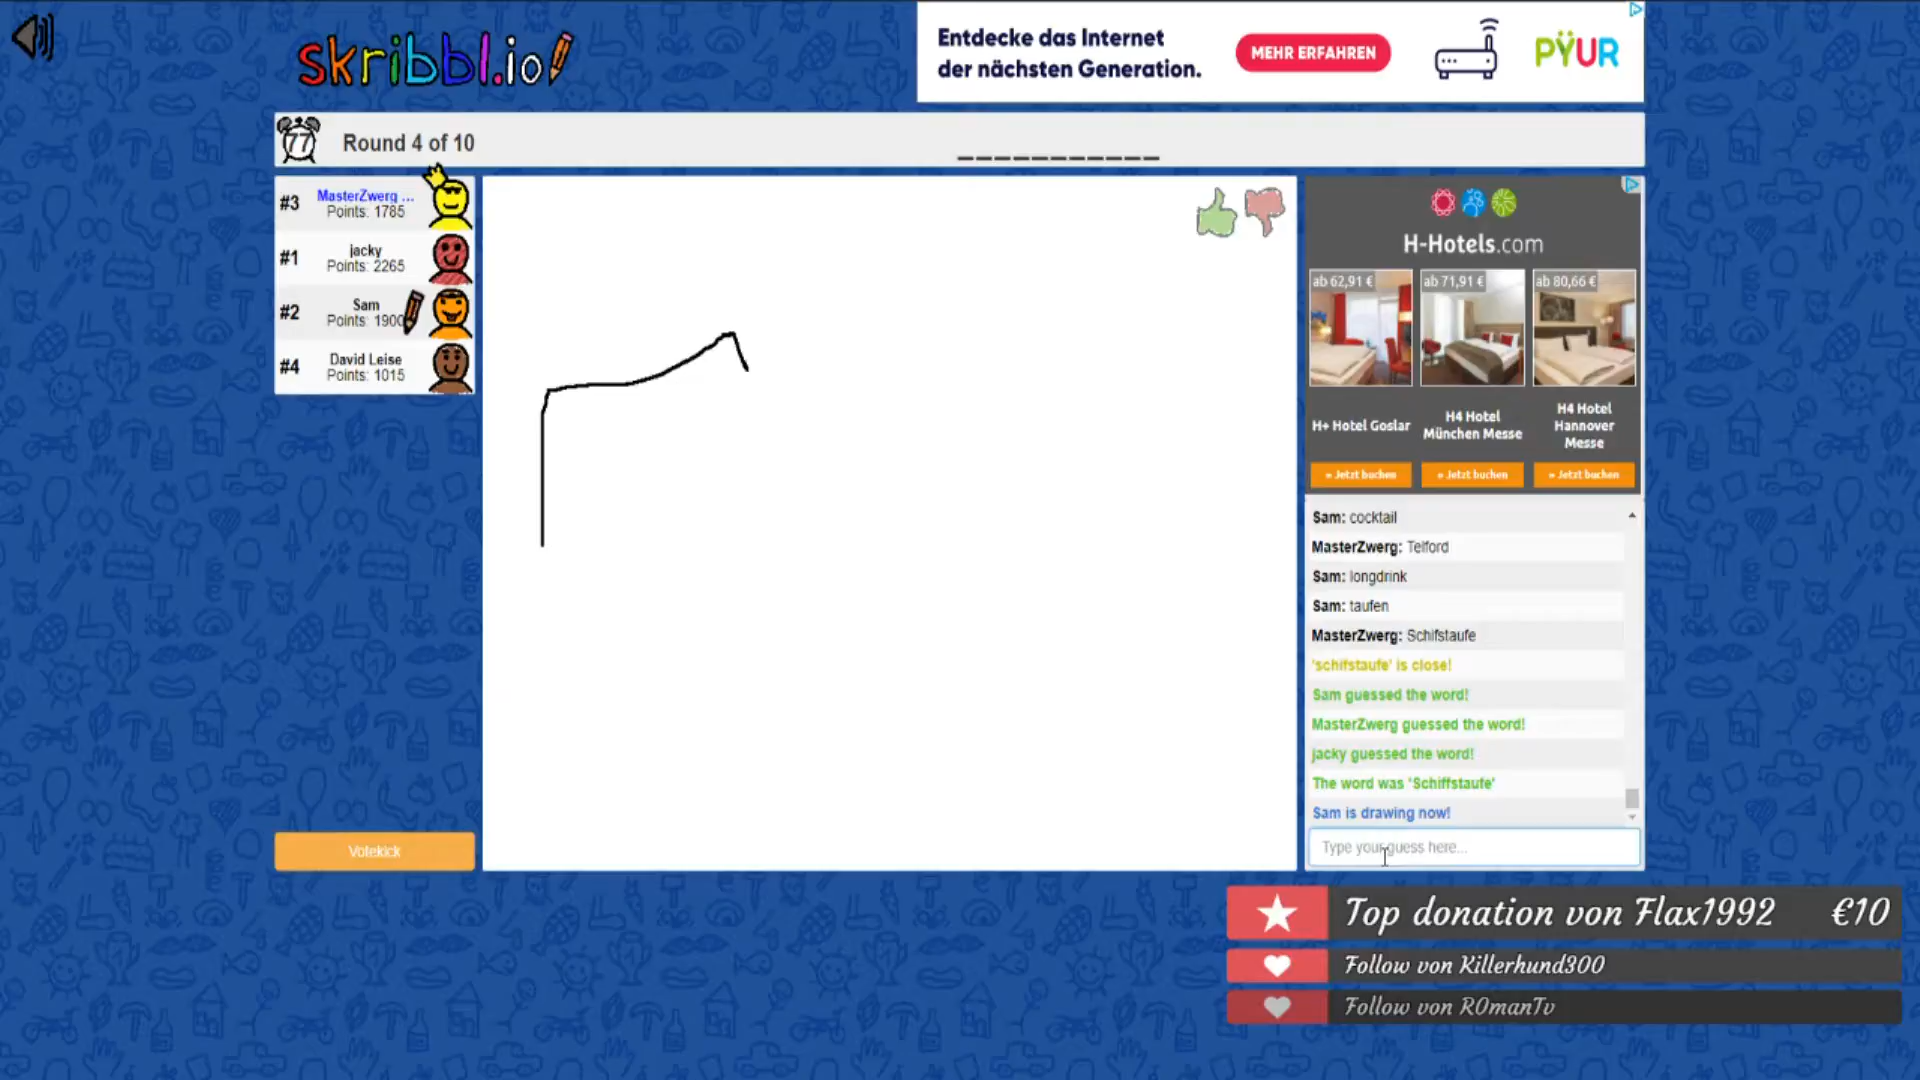 skribbl.io
Entdecke das Internet
der nächsten Generation.
MEHR ERFAHREN
PŸUR
77
Round 4 of 10
___________
#3
MasterZwerg ...
Points: 1785
#1
jacky
Points: 2265
#2
Sam
Points: 1900
#4
David Leise
Points: 1015
Votekick
H-Hotels.com
ab 62,91 €
ab 71,91 €
ab 80,66 €
H+ Hotel Goslar
H4 Hotel
München Messe
H4 Hotel
Hannover
Messe
» Jetzt buchen
» Jetzt buchen
» Jetzt buchen
Sam: cocktail
MasterZwerg: Telford
Sam: longdrink
Sam: taufen
MasterZwerg: Schifstaufe
'schifstaufe' is close!
Sam guessed the word!
MasterZwerg guessed the word!
jacky guessed the word!
The word was 'Schiffstaufe'
Sam is drawing now!
Type your guess here...
Top donation von Flax1992 €10
Follow von Killerhund300
Follow von R0manTv